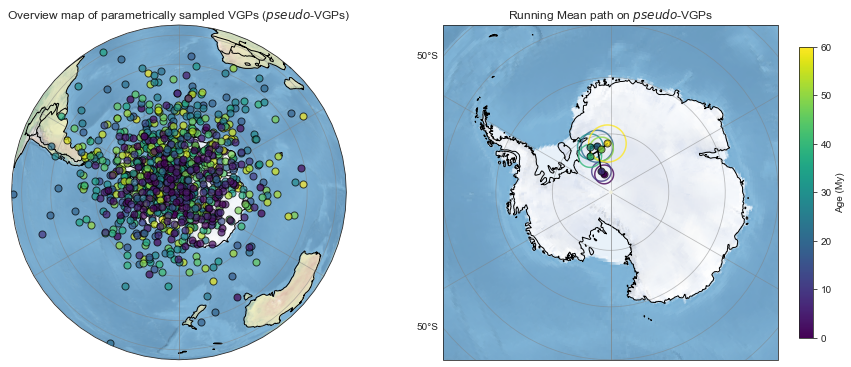 Overview map of parametrically sampled VGPs (pseudo-VGPs)
Running Mean path on pseudo-VGPs
50°S
50°S
60
50
40
30
20
10
0
Age (My)